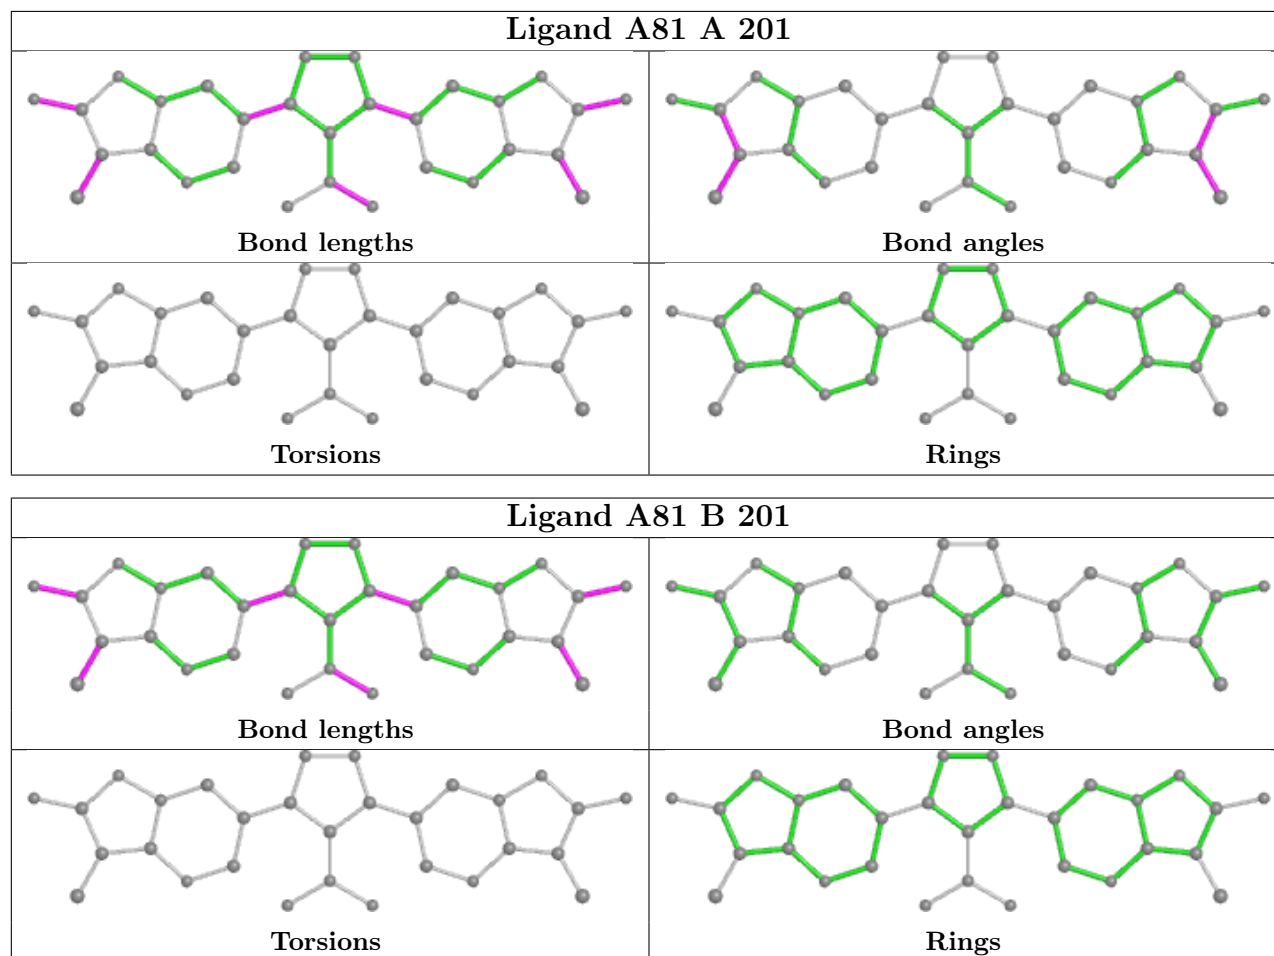 Ligand A81 A 201
Bond lengths
Bond angles
Torsions
Rings
Ligand A81 B 201
Bond lengths
Bond angles
Torsions
Rings